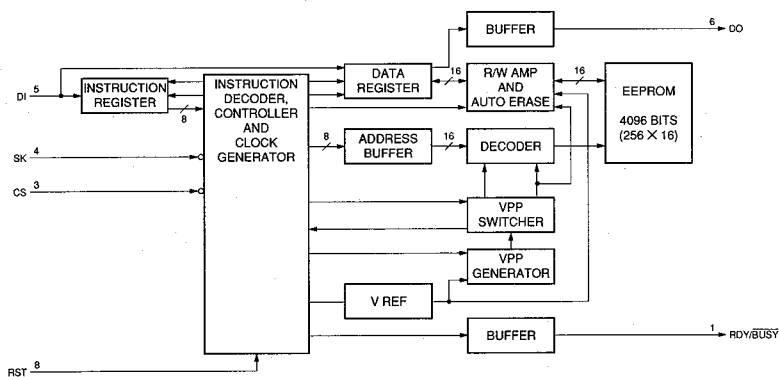 BUFFER
6
DO
DI
5
INSTRUCTION
REGISTER
8
INSTRUCTION
DECODER,
CONTROLLER
AND
CLOCK
GENERATOR
DATA
REGISTER
16
R/W AMP
AND
AUTO ERASE
16
EEPROM
4096 BITS
(256 × 16)
8
ADDRESS
BUFFER
16
DECODER
SK
4
CS
3
VPP
SWITCHER
VPP
GENERATOR
V REF
BUFFER
1
RDY/B̅U̅S̅Y̅
RST
8